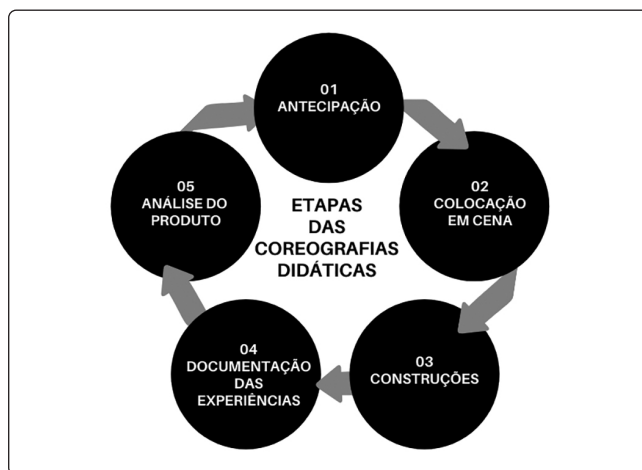 01
ANTECIPAÇÃO
02
COLOCAÇÃO
EM CENA
03
CONSTRUÇÕES
04
DOCUMENTAÇÃO
DAS
EXPERIÊNCIAS
05
ANÁLISE DO
PRODUTO
ETAPAS
DAS
COREOGRAFIAS
DIDÁTICAS